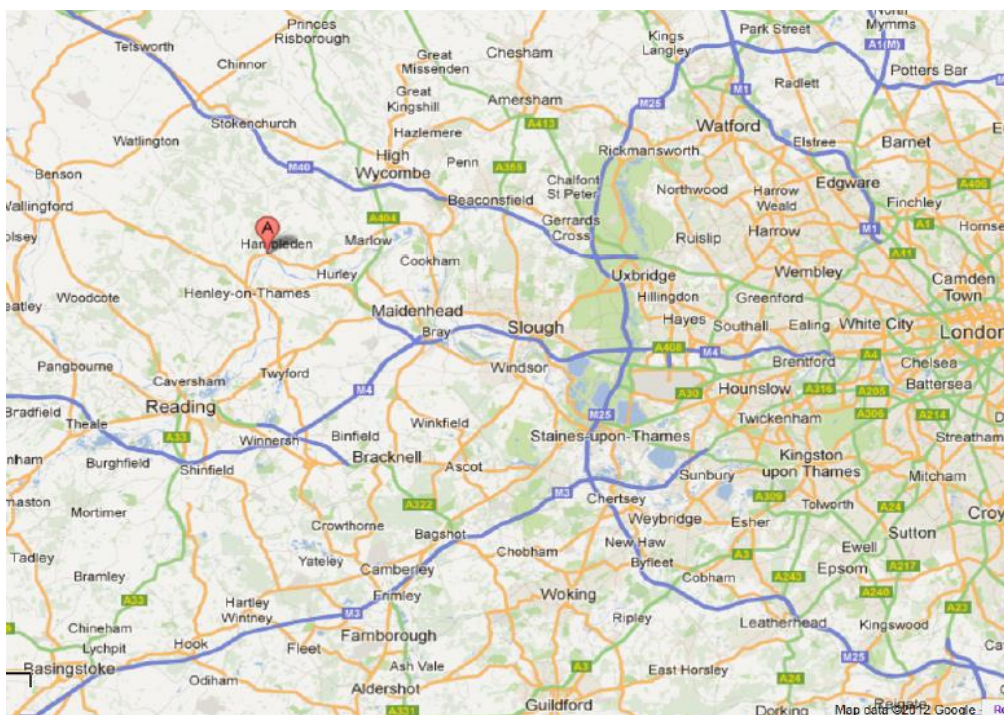 Princes
Risborough
Tetsworth
Chinnor
Great
Missenden
Chesham
Kings
Langley
Park Street
North
Mymms
A1(M)
Potters Bar
M25
M1
Radlett
Great
Kingshill
Amersham
A413
Watford
Elstree
Barnet
Stokenchurch
Watlington
Hazlemere
High
Wycombe
Penn
A355
Rickmansworth
Benson
M40
Chalfont
St Peter
Northwood
Harrow
Weald
Edgware
A406
Finchley
Wallingford
Beaconsfield
A404
Gerrards
Cross
Ruislip
Harrow
M1
A1
Hornse
A
Hambleden
Marlow
Cookham
A41
Hurley
Uxbridge
Wembley
Camden
Town
Woodcote
Henley-on-Thames
Hillingdon
Greenford
Maidenhead
Bray
Slough
Hayes
Southall
Ealing
White City
London
A408
M4
Brentford
A4
Chelsea
Pangbourne
Caversham
Twyford
Windsor
A30
Hounslow
A316
A205
Battersea
Reading
M4
M25
Twickenham
A306
A214
Bradfield
Theale
A33
Winnersh
Binfield
Winkfield
Staines-upon-Thames
Streatham
Burghfield
Shinfield
Bracknell
Ascot
Sunbury
Kingston
upon Thames
Mitcham
M3
Chertsey
A309
Tolworth
A24
Mortimer
A322
Crowthorne
Bagshot
Weybridge
Esher
Sutton
Tadley
Yateley
Chobham
New Haw
Byfleet
A3
Ewell
A217
Bramley
Camberley
Cobham
A243
Epsom
A33
Hartley
Wintney
M3
Frimley
Woking
Ripley
A240
A23
Chineham
Lychpit
Hook
Fleet
Farnborough
Leatherhead
Kingswood
Basingstoke
Odiham
Ash Vale
A3
East Horsley
M25
Aldershot
A331
Guildford
A24
Dorking
Reigate
Map data ©2012 Google -